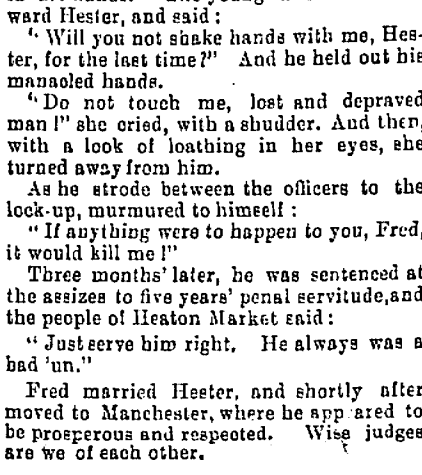 ward Hester, and said:
"Will you not shake hands with me, Hes-
ter, for the last time?" And he held out his
manacled hands.
"Do not touch me, lost and depraved
man!" she cried, with a shudder. And then,
with a look of loathing in her eyes, she
turned away from him.
As he strode between the officers to the
lock-up, murmured to himself:
"If anything were to happen to you, Fred,
it would kill me!"
Three months' later, he was sentenced at
the assizes to five years' penal servitude, and
the people of Heaton Market said:
"Just serve him right. He always was a
bad 'un."
Fred married Hester, and shortly after
moved to Manchester, where he app ared to
be prosperous and respected. Wise judges
are we of each other.